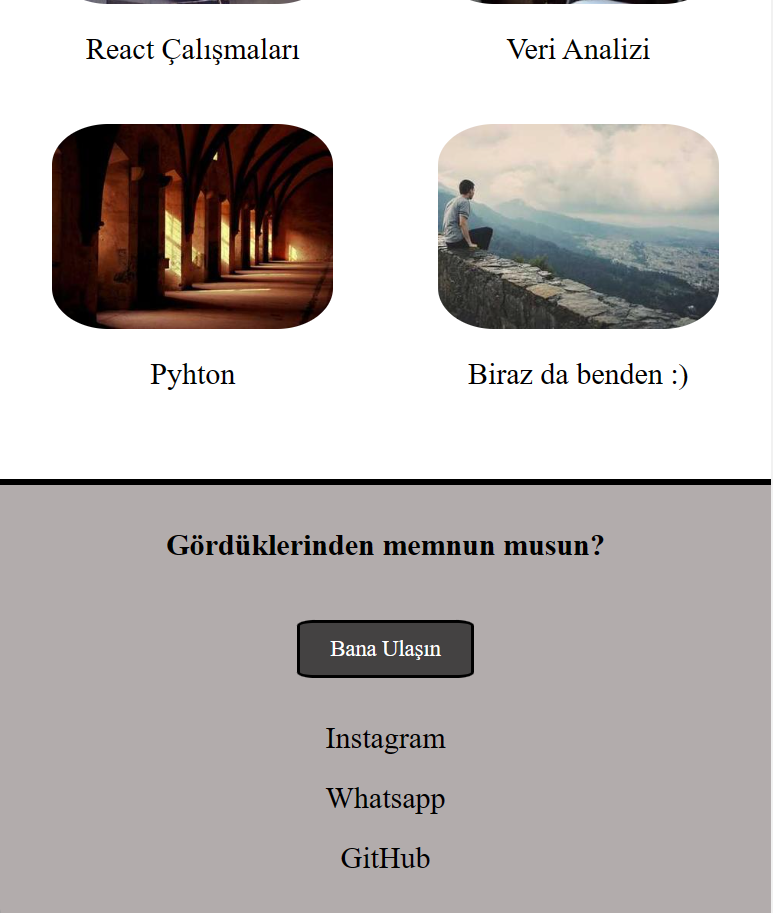 React Çalışmaları
Veri Analizi
Pyhton
Biraz da benden :)
Gördüklerinden memnun musun?
Bana Ulaşın
Instagram
Whatsapp
GitHub